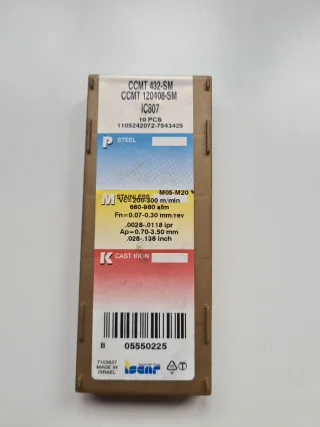 CCMT 432-SM
CCMT 120408-SM
IC807
10 PCS
1105242072-7543425
P STEEL
M STAINLESS M05-M20
Vc=200-300 m/min
660-980 sfm
Fn=0.07-0.30 mm/rev
.0028-.0118 ipr
Ap=0.70-3.50 mm
.028-.138 inch
K CAST IRON
B 05550225
7109627
MADE IN
ISRAEL
iscar